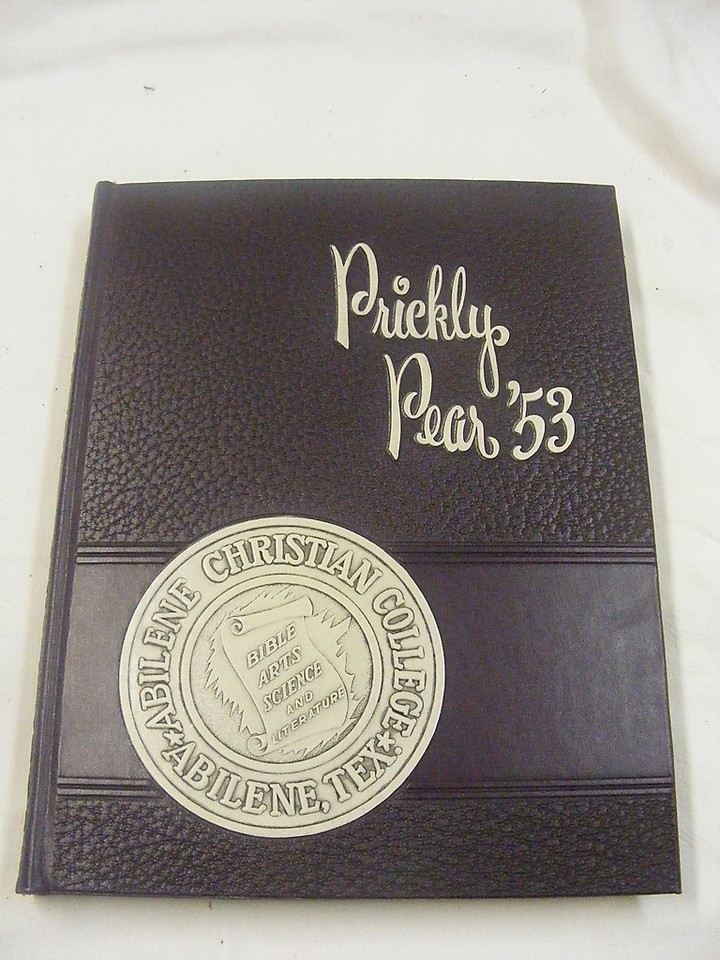 Prickly
Pear '53
ABILENE CHRISTIAN COLLEGE
BIBLE
ARTS
SCIENCE
AND
LITERATURE
★ABILENE, TEX★